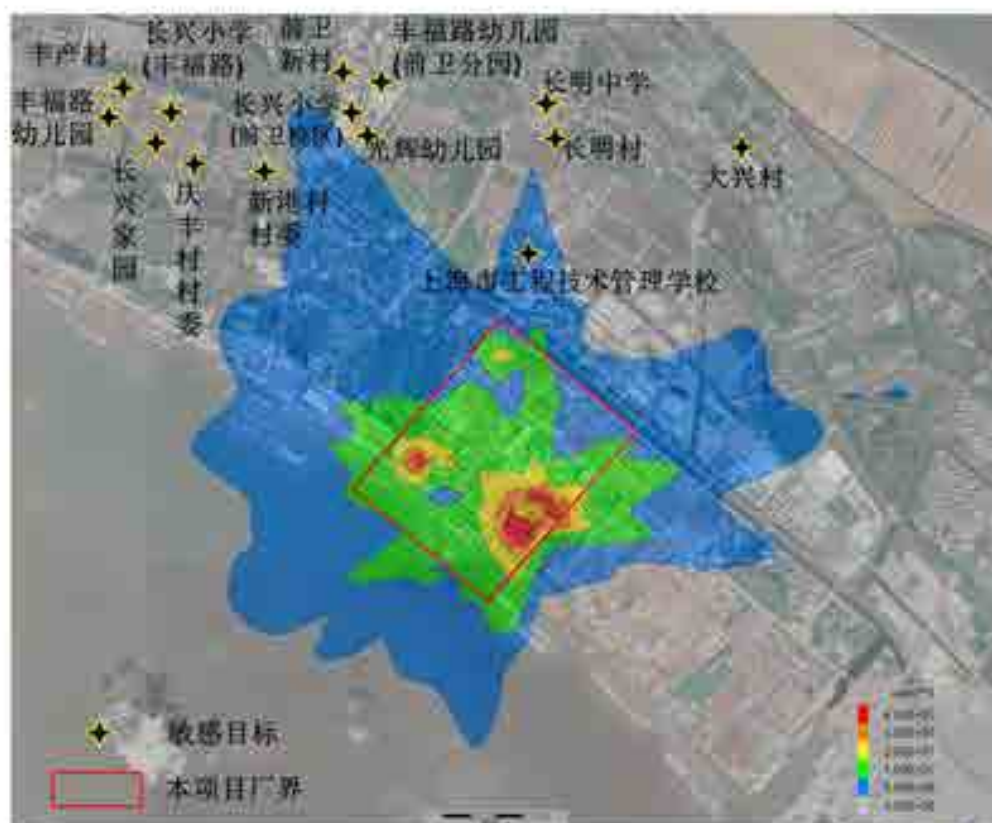 丰产村
长兴小学
(丰福路)
前卫
新村
丰福路幼儿园
(前卫分园)
长明中学
丰福路
幼儿园
长兴小学
(前卫校区)
光辉幼儿园
长明村
大兴村
长兴家园
庆丰村村委
新港村
村委
上海市工程技术管理学校
敏感目标
本项目厂界